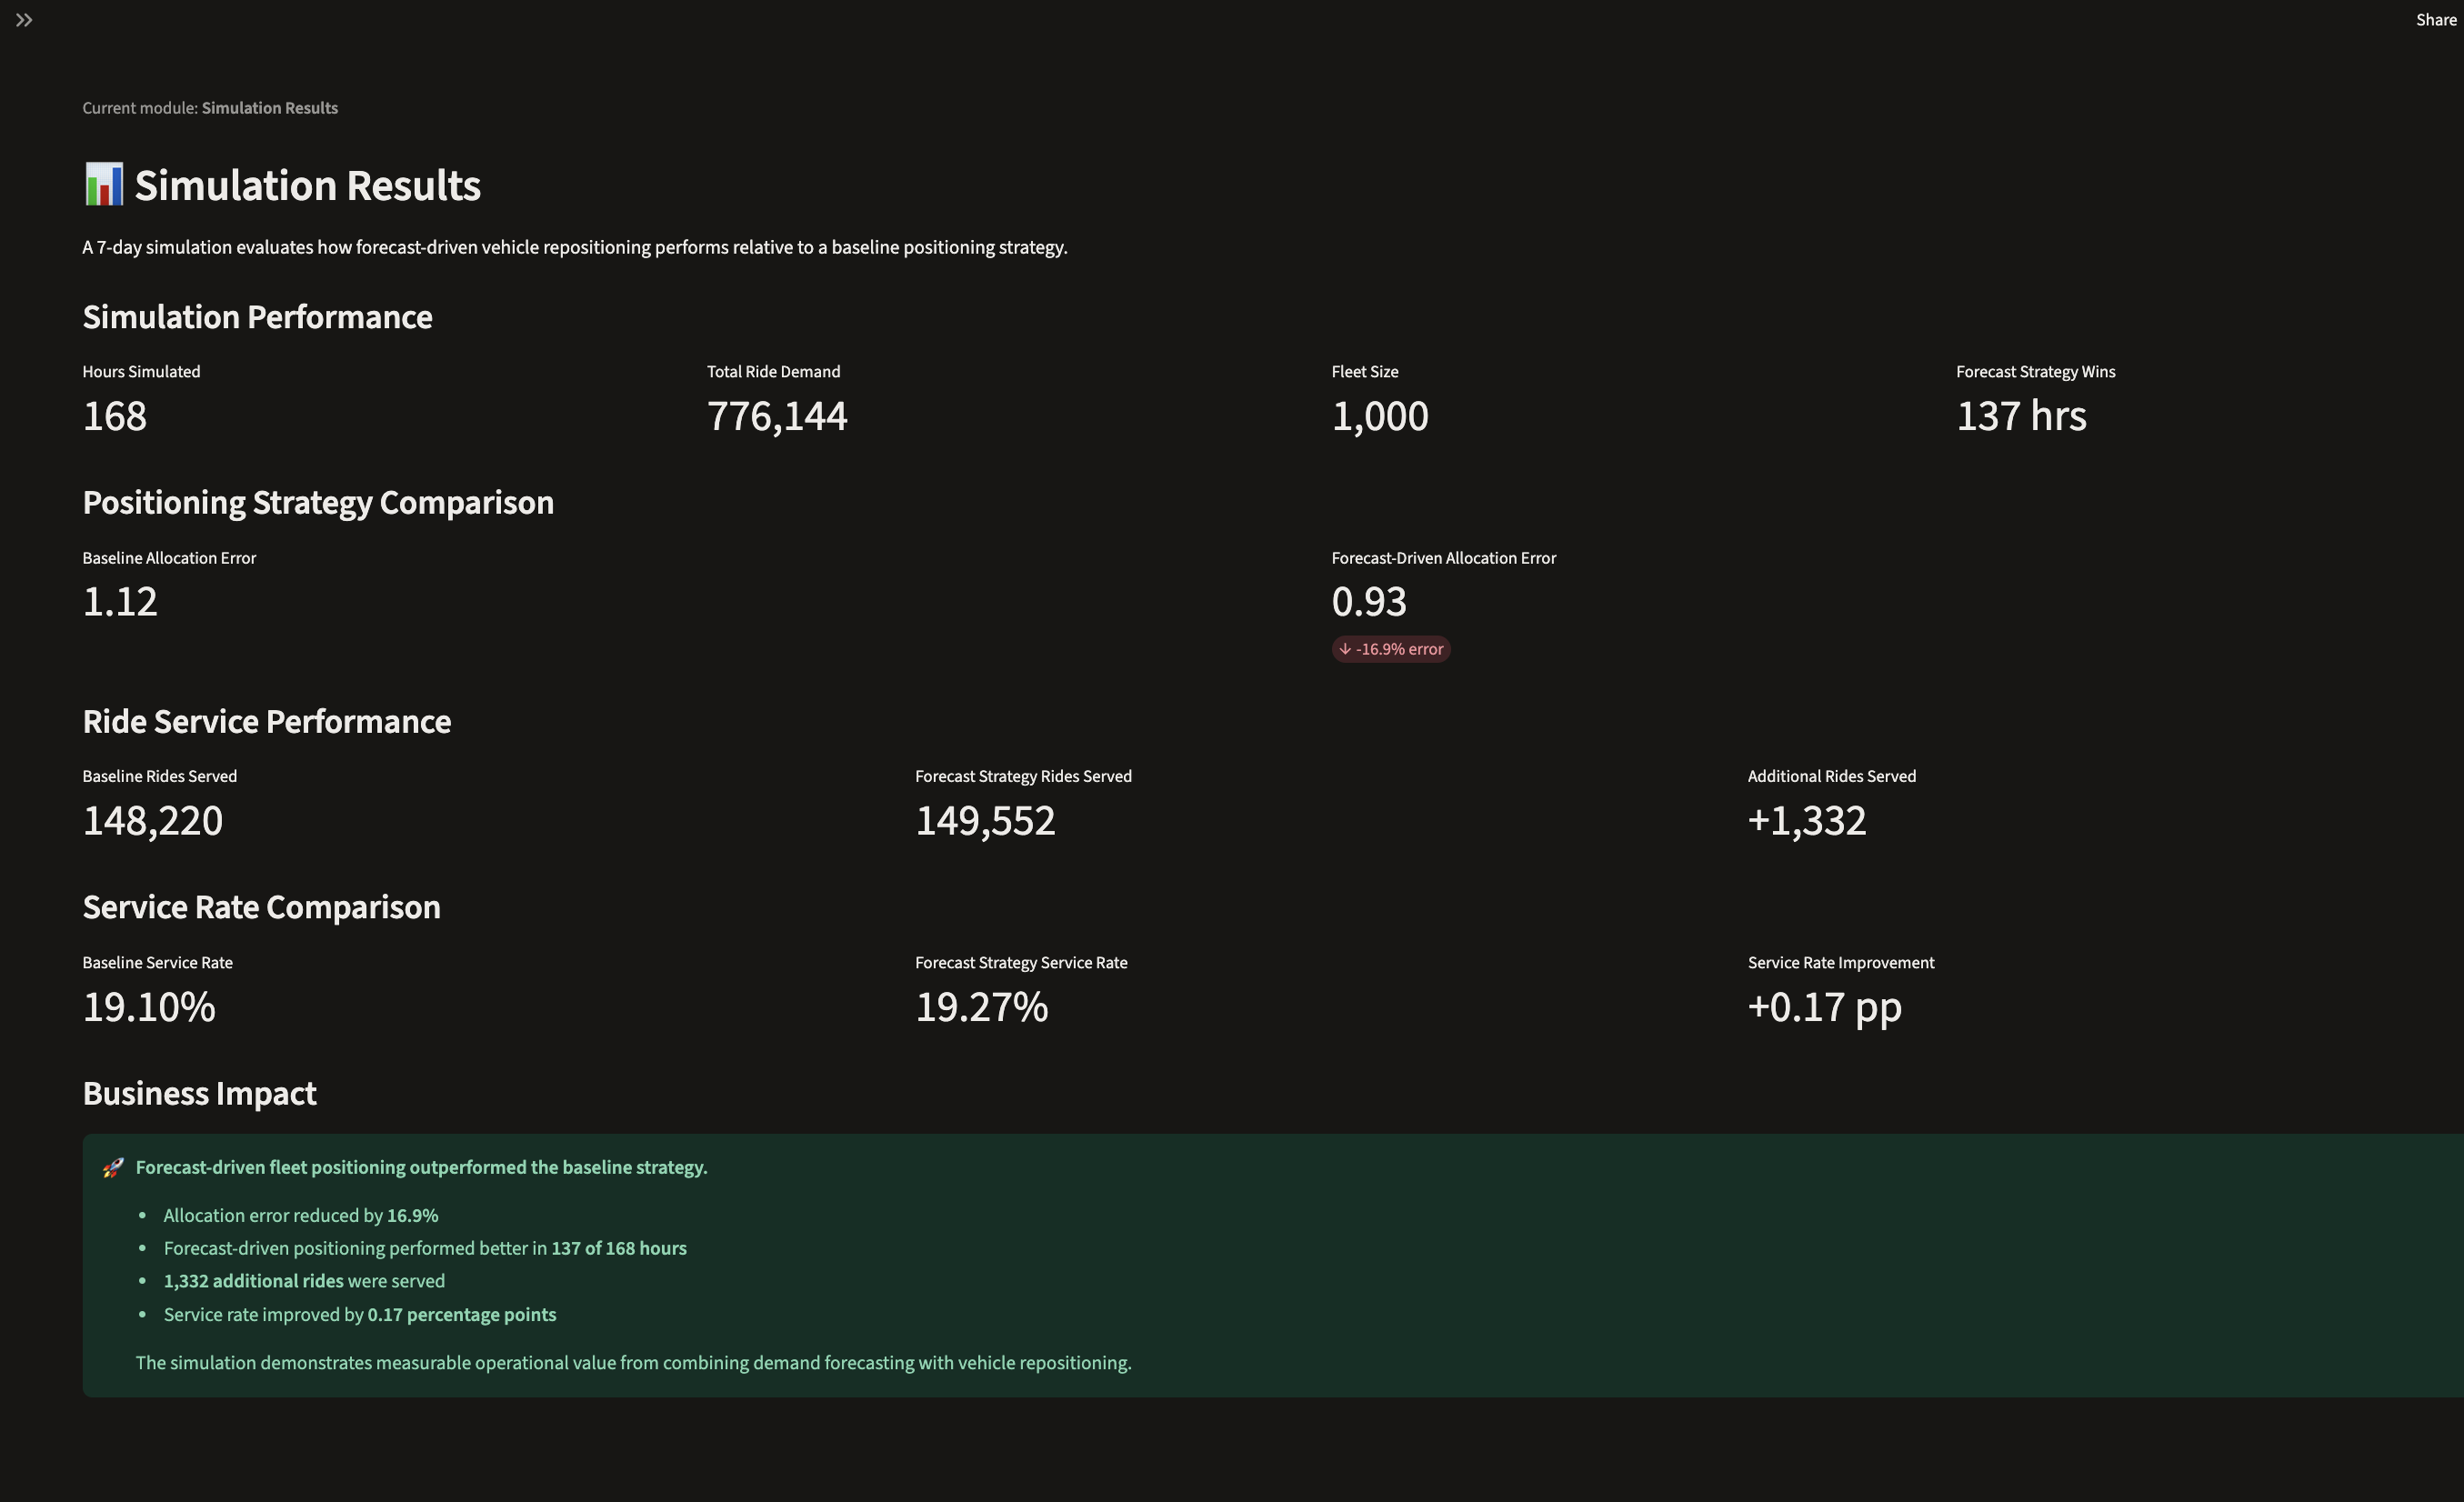 Share
Current module: Simulation Results
Simulation Results
A 7-day simulation evaluates how forecast-driven vehicle repositioning performs relative to a baseline positioning strategy.
Simulation Performance
Hours Simulated Total Ride Demand Fleet Size Forecast Strategy Wins
168 776,144 1,000 137 hrs
Positioning Strategy Comparison
Baseline Allocation Error Forecast-Driven Allocation Error
1.12 0.93
↓ -16.9% error
Ride Service Performance
Baseline Rides Served Forecast Strategy Rides Served Additional Rides Served
148,220 149,552 +1,332
Service Rate Comparison
Baseline Service Rate Forecast Strategy Service Rate Service Rate Improvement
19.10% 19.27% +0.17 pp
Business Impact
🚀 Forecast-driven fleet positioning outperformed the baseline strategy.
• Allocation error reduced by 16.9%
• Forecast-driven positioning performed better in 137 of 168 hours
• 1,332 additional rides were served
• Service rate improved by 0.17 percentage points
The simulation demonstrates measurable operational value from combining demand forecasting with vehicle repositioning.